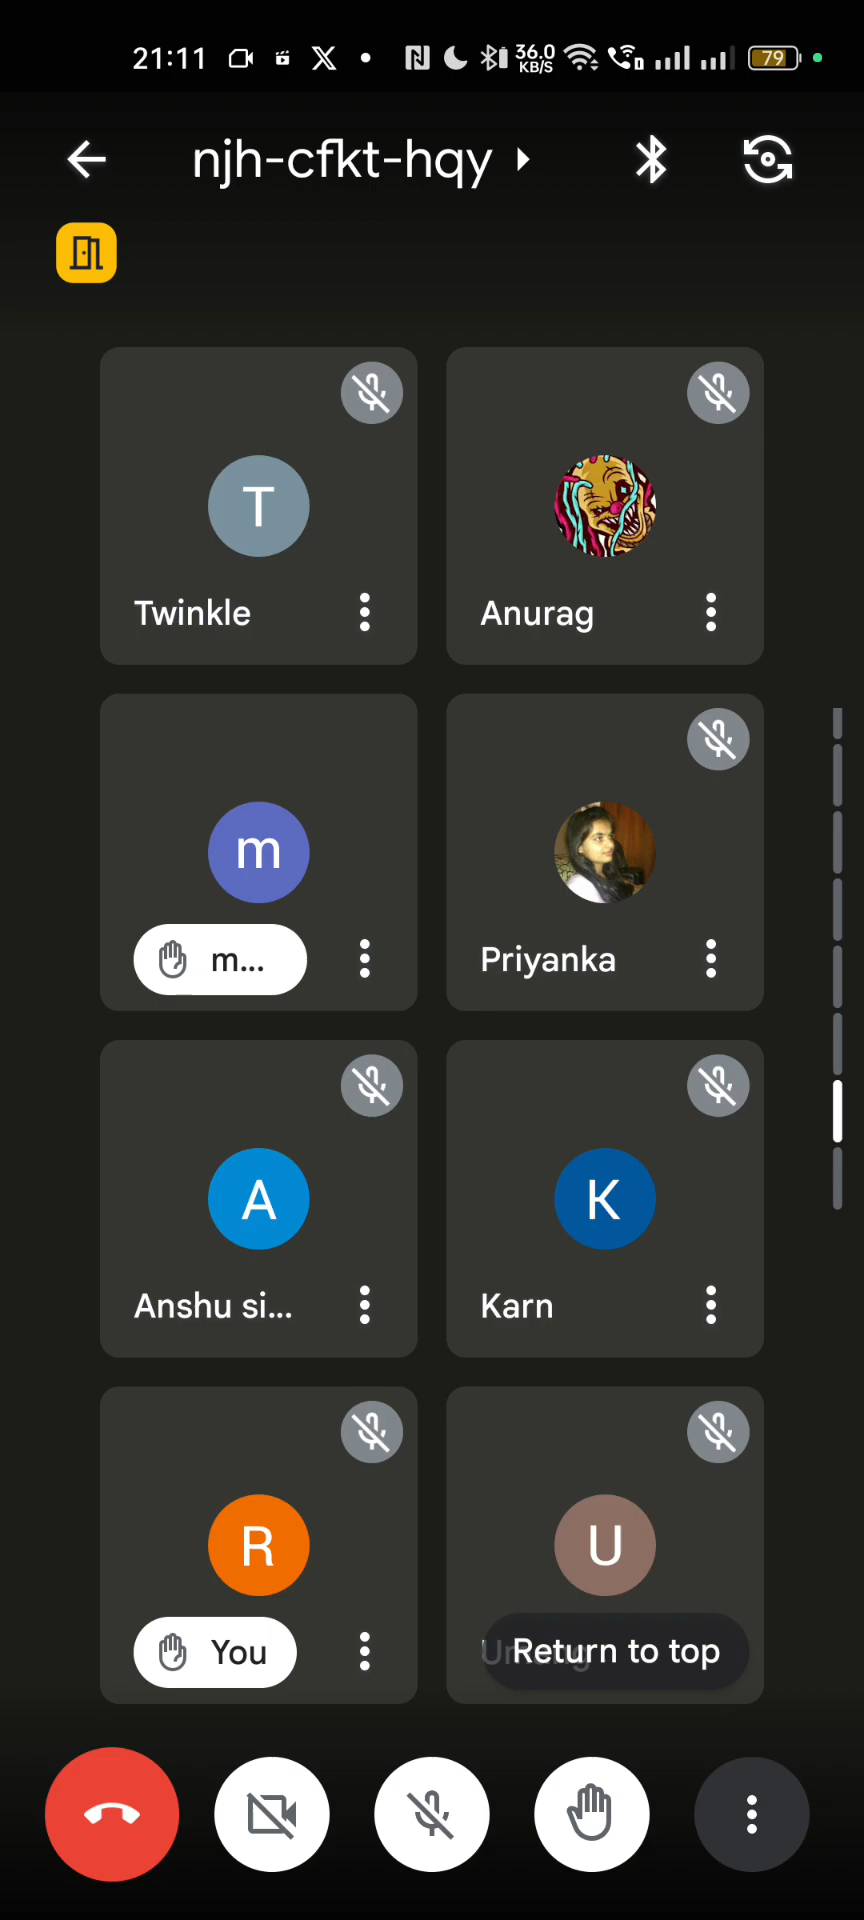 21:11 36.0 KB/S 79
njh-cfkt-hqy
T
Twinkle
Anurag
m
m...
Priyanka
A
Anshu si...
K
Karn
R
You
U
Return to top